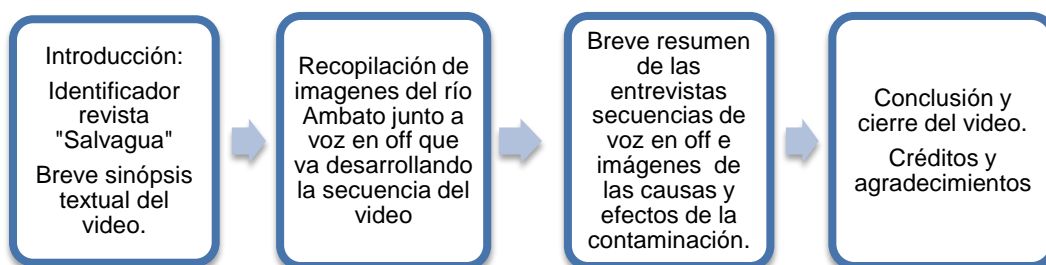 Introducción:
Identificador
revista
"Salvagua"
Breve sinópsis
textual del
video.
Recopilación de
imagenes del río
Ambato junto a
voz en off que
va desarrollando
la secuencia del
video
Breve resumen
de las
entrevistas
secuencias de
voz en off e
imágenes de
las causas y
efectos de la
contaminación.
Conclusión y
cierre del video.
Créditos y
agradecimientos